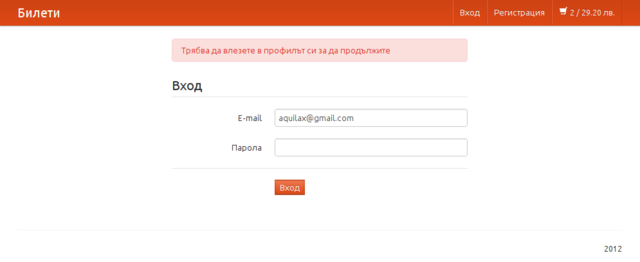 Билети
Вход
Регистрация
2 / 29.20 лв.
Трябва да влезете в профилът си за да продължите
Вход
E-mail
aquilax@gmail.com
Парола
Вход
2012